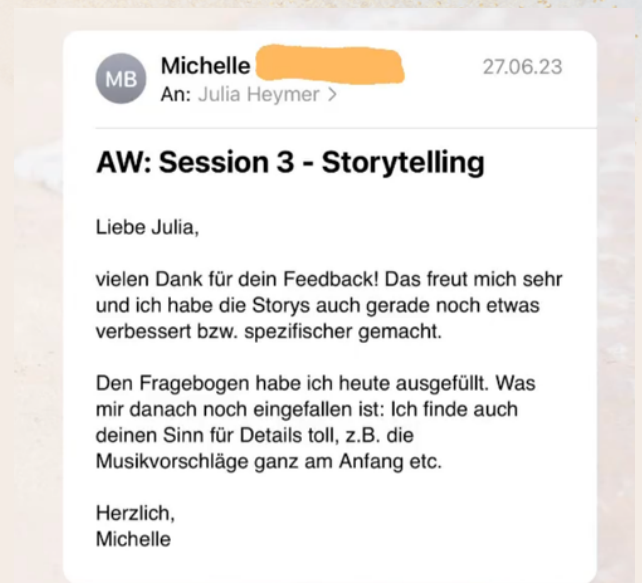 MB
Michelle
27.06.23
An: Julia Heymer >
AW: Session 3 - Storytelling
Liebe Julia,
vielen Dank für dein Feedback! Das freut mich sehr
und ich habe die Storys auch gerade noch etwas
verbessert bzw. spezifischer gemacht.
Den Fragebogen habe ich heute ausgefüllt. Was
mir danach noch eingefallen ist: Ich finde auch
deinen Sinn für Details toll, z.B. die
Musikvorschläge ganz am Anfang etc.
Herzlich,
Michelle